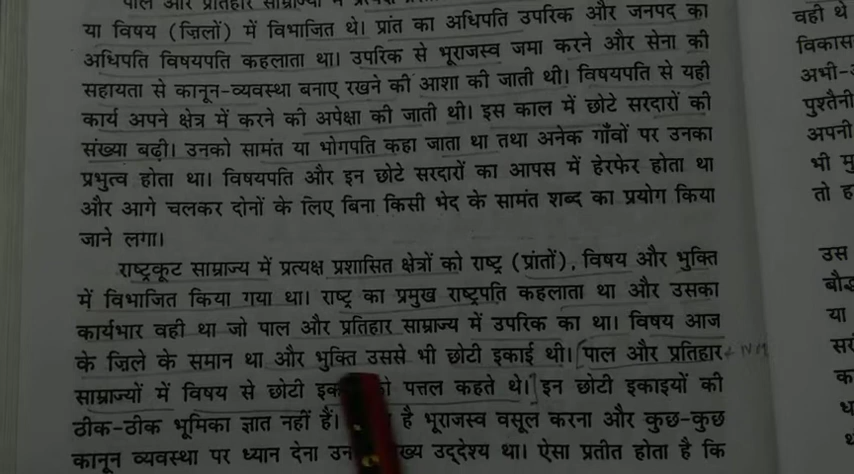 पाल और प्रतिहार साम्राज्यों में
या विषय (ज़िलों) में विभाजित थे। प्रांत का अधिपति उपरिक और जनपद का
अधिपति विषयपति कहलाता था। उपरिक से भूराजस्व जमा करने और सेना की
सहायता से कानून-व्यवस्था बनाए रखने की आशा की जाती थी। विषयपति से यही
कार्य अपने क्षेत्र में करने की अपेक्षा की जाती थी। इस काल में छोटे सरदारों की
संख्या बढ़ी। उनको सामंत या भोगपति कहा जाता था तथा अनेक गाँवों पर उनका
प्रभुत्व होता था। विषयपति और इन छोटे सरदारों का आपस में हेरफेर होता था
और आगे चलकर दोनों के लिए बिना किसी भेद के सामंत शब्द का प्रयोग किया
जाने लगा।
राष्ट्रकूट साम्राज्य में प्रत्यक्ष प्रशासित क्षेत्रों को राष्ट्र (प्रांतों), विषय और भुक्ति
में विभाजित किया गया था। राष्ट्र का प्रमुख राष्ट्रपति कहलाता था और उसका
कार्यभार वही था जो पाल और प्रतिहार साम्राज्य में उपरिक का था। विषय आज
के ज़िले के समान था और भुक्ति उससे भी छोटी इकाई थी। पाल और प्रतिहार
साम्राज्यों में विषय से छोटी पत्तल कहते थे। इन छोटी इकाइयों की
ठीक-ठीक भूमिका ज्ञात नहीं है। है भूराजस्व वसूल करना और कुछ-कुछ
कानून व्यवस्था पर ध्यान देना उद्देश्य था। ऐसा प्रतीत होता है कि
वही थे
विकास
पुश्तैनी
अपनी
भी
तो
उस
या